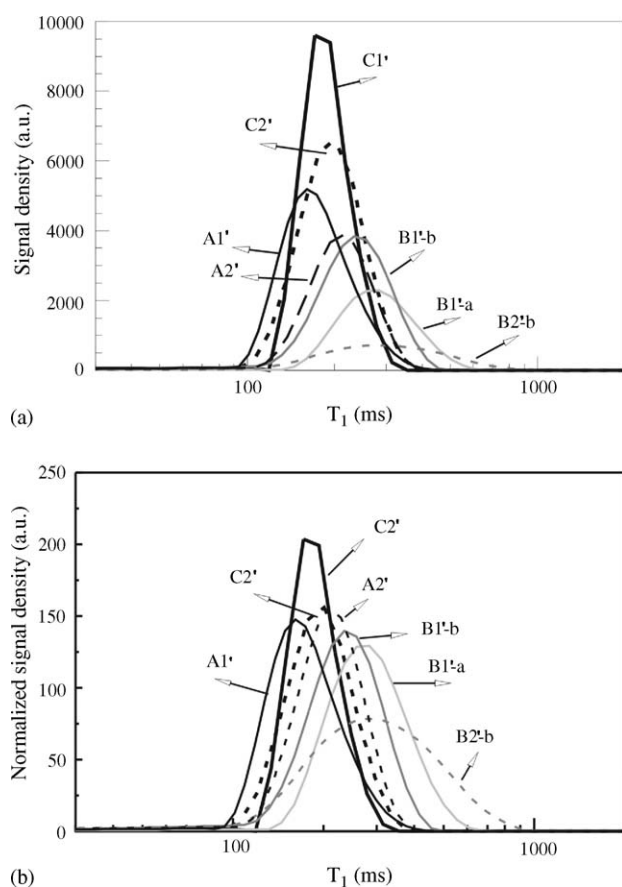 10000
8000
6000
4000
2000
0
Signal density (a.u.)
C1'
C2'
A1'
A2'
B1'-b
B1'-a
B2'-b
100
1000
T1 (ms)
(a)
250
200
150
100
50
0
Normalized signal density (a.u.)
C2'
C2'
A2'
A1'
B1'-b
B1'-a
B2'-b
100
1000
T1 (ms)
(b)